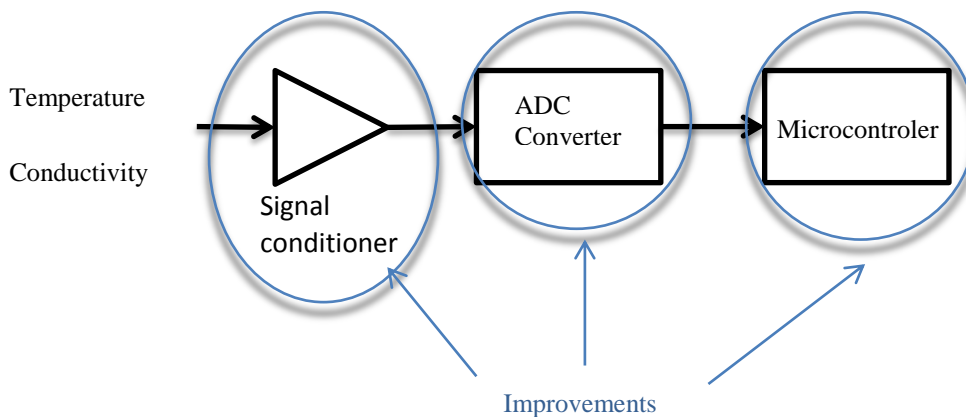 Temperature
Conductivity
Signal
conditioner
ADC
Converter
Microcontroler
Improvements